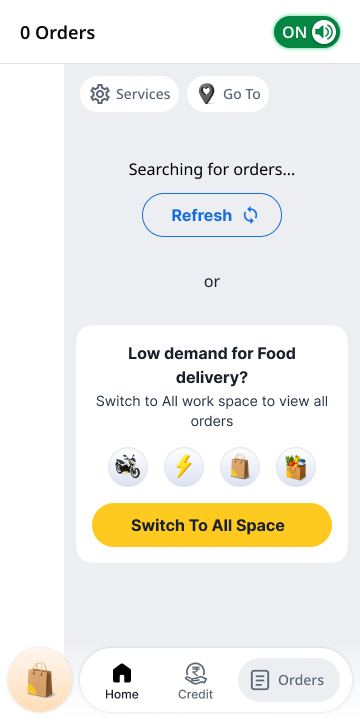 0 Orders
ON
Services
Go To
Searching for orders...
Refresh
or
Low demand for Food
delivery?
Switch to All work space to view all
orders
Switch To All Space
Home
Credit
Orders